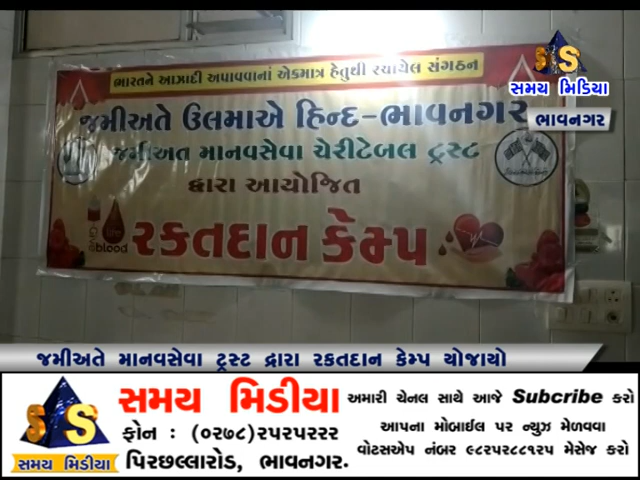 સમય મિડિયા
ભાવનગર
ભારતને આઝાદી અપાવવાનાં એકમાત્ર હેતુથી રચાયેલ સંગઠન
જમીઅતે ઉલમાએ હિન્દ-ભાવનગર
જમીઅત માનવસેવા ચેરીટેબલ ટ્રસ્ટ
દ્વારા આયોજિત
blood
રકતદાન કેમ્પ
જમીઅતે માનવસેવા ટ્રસ્ટ દ્રારા રકતદાન કેમ્પ યોજાયો
SS
સમય મિડીયા
સમય મિડીયા
ફોન : (૦૨૭૮)૨૫૨૫૨૨૨
પિરછલ્લારોડ, ભાવનગર.
અમારી ચેનલ સાથે આજે Subcribe કરો
આપના મોબાઈલ પર ન્યુઝ મેળવવા
વોટસએપ નંબર ૯૮૨૫૨૮૮૧૨૫ મેસેજ કરો